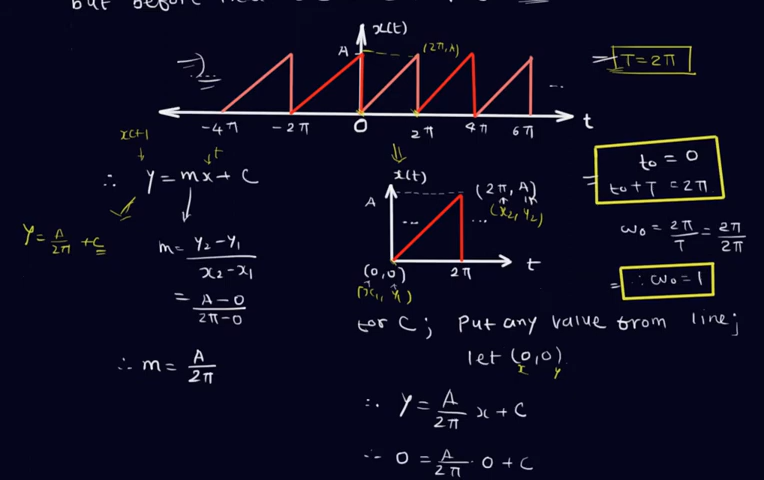 but before
x(t)
A
(2π, A)
T = 2π
-4π -2π 0 2π 4π 6π ... t
x(t)
t
∴ y = mx + C
x(t)
A
(2π, A)
(x2, y2)
... ...
(0,0) 2π t
(x1, y1)
t0 = 0
t0 + T = 2π
ω0 = 2π/T = 2π/2π
∴ ω0 = 1
Y = A/2π + C
m = y2 - y1 / x2 - x1
= A - 0 / 2π - 0
∴ m = A/2π
for C; Put any value from line;
let (0,0)
x y
∴ y = A/2π x + C
∴ 0 = A/2π · 0 + C